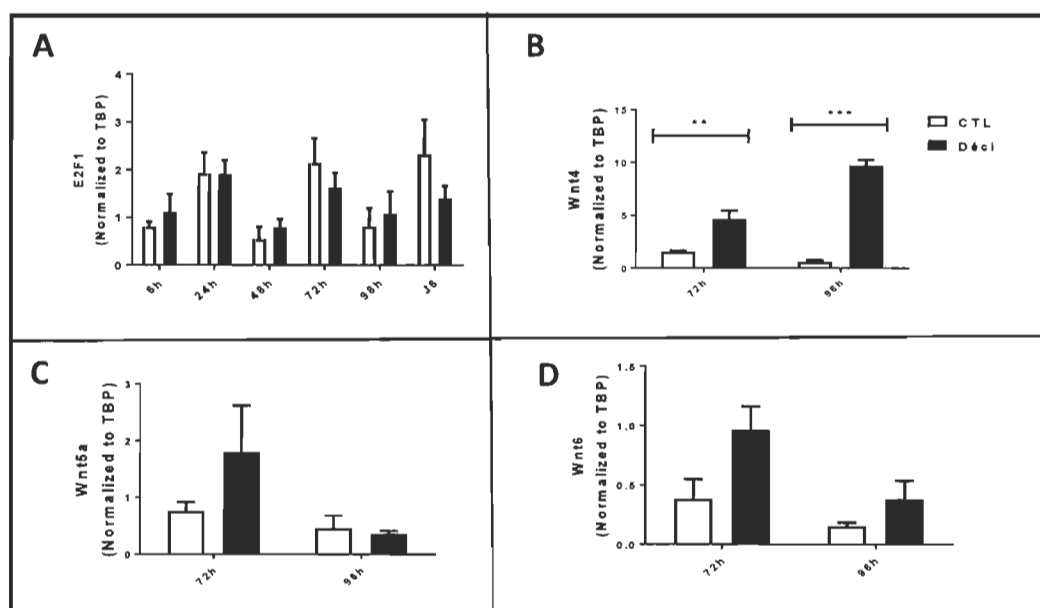 A
E2F1
(Normalized to TBP)
4
3
2
1
0
6h
24h
48h
72h
96h
J6
B
Wnt4
(Normalized to TBP)
15
10
5
0
**
***
72h
96h
CTL
Déci
C
Wnt5a
(Normalized to TBP)
3
2
1
0
72h
96h
D
Wnt6
(Normalized to TBP)
1.5
1.0
0.5
0.0
72h
96h